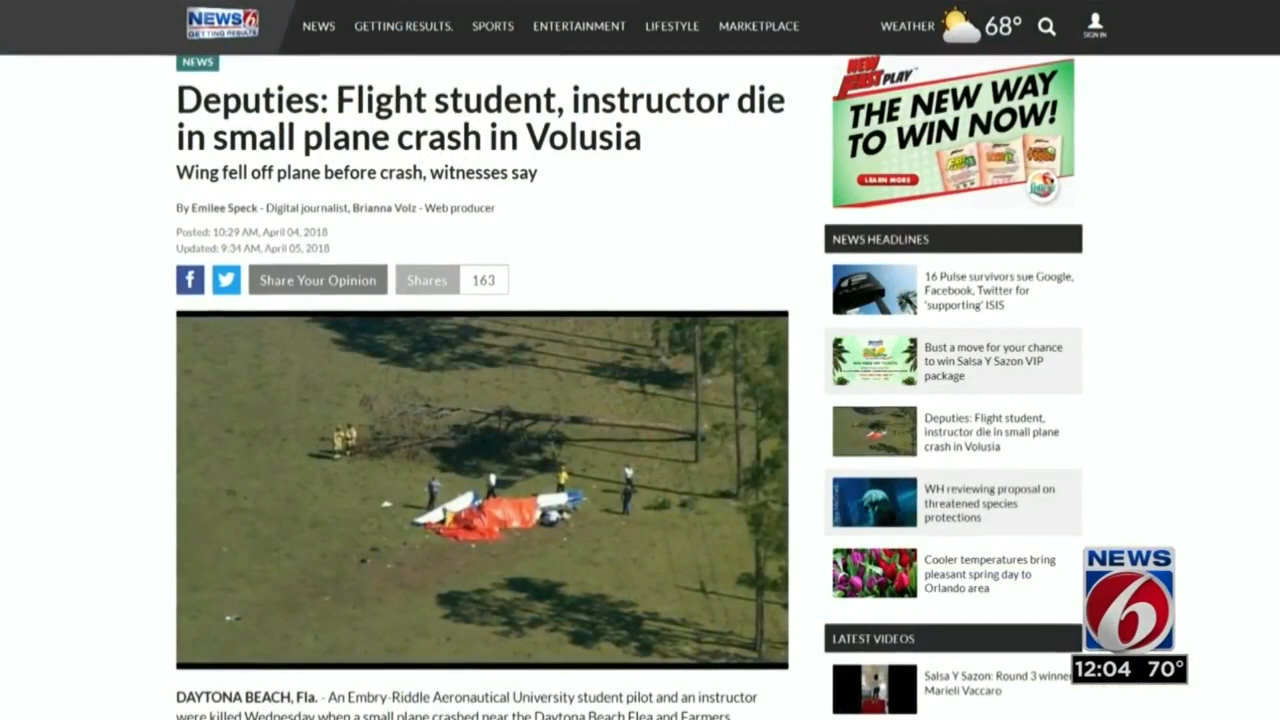 NEWS 6
GETTING RESULTS
NEWS
GETTING RESULTS.
SPORTS
ENTERTAINMENT
LIFESTYLE
MARKETPLACE
WEATHER
68°
SIGN IN
NEWS
Deputies: Flight student, instructor die
in small plane crash in Volusia
Wing fell off plane before crash, witnesses say
By Emilee Speck - Digital journalist, Brianna Volz - Web producer
Posted: 10:29 AM, April 04, 2018
Updated: 9:34 AM, April 05, 2018
f
Share Your Opinion
Shares
163
DAYTONA BEACH, Fla. - An Embry-Riddle Aeronautical University student pilot and an instructor
were killed Wednesday when a small plane crashed near the Daytona Beach Flea and Farmers
NEW
FAST PLAY
THE NEW WAY
TO WIN NOW!
LEARN MORE
NEWS HEADLINES
16 Pulse survivors sue Google,
Facebook, Twitter for
'supporting' ISIS
Bust a move for your chance
to win Salsa Y Sazon VIP
package
Deputies: Flight student,
instructor die in small plane
crash in Volusia
WH reviewing proposal on
threatened species
protections
Cooler temperatures bring
pleasant spring day to
Orlando area
LATEST VIDEOS
Salsa Y Sazon: Round 3 winne
Marieli Vaccaro
NEWS
6
12:04 70°